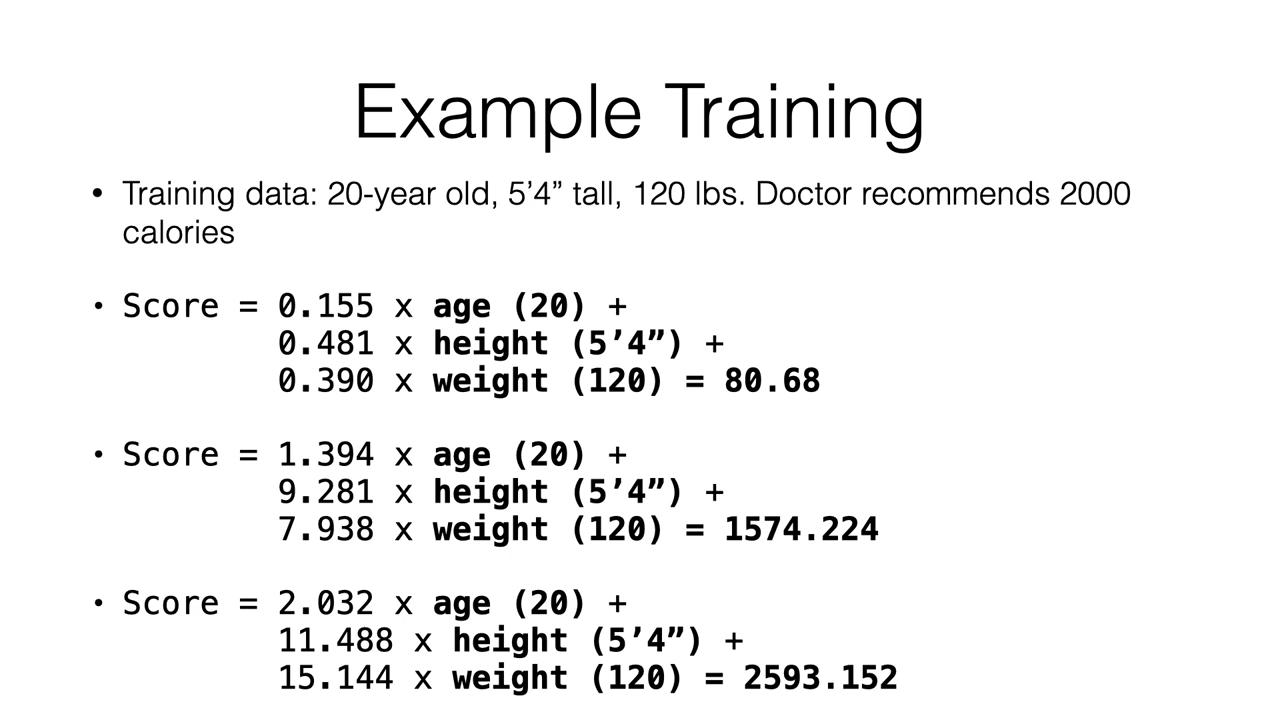 Example Training
• Training data: 20-year old, 5’4” tall, 120 lbs. Doctor recommends 2000
calories
• Score = 0.155 x age (20) +
0.481 x height (5’4”) +
0.390 x weight (120) = 80.68
• Score = 1.394 x age (20) +
9.281 x height (5’4”) +
7.938 x weight (120) = 1574.224
• Score = 2.032 x age (20) +
11.488 x height (5’4”) +
15.144 x weight (120) = 2593.152